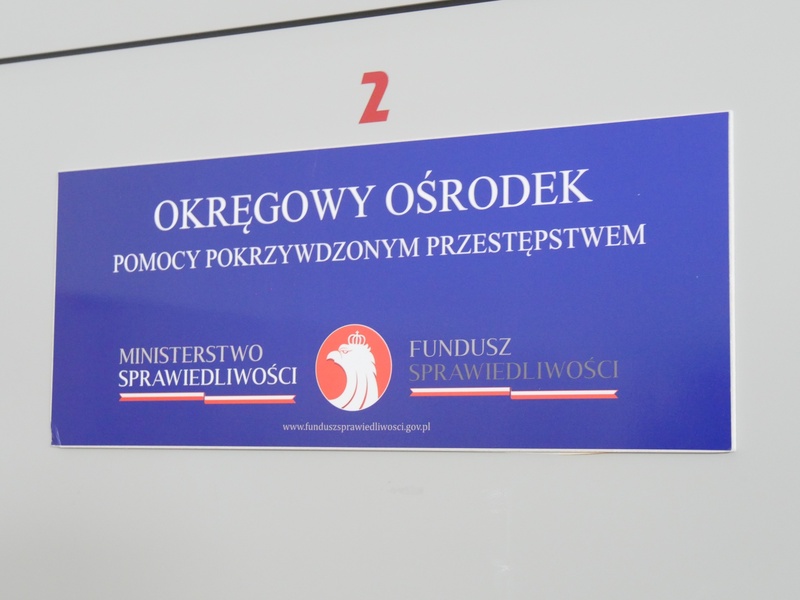 2
OKRĘGOWY OŚRODEK
POMOCY POKRZYWDZONYM PRZESTĘPSTWEM
MINISTERSTWO
SPRAWIEDLIWOŚCI
FUNDUSZ
SPRAWIEDLIWOŚCI
www.funduszsprawiedliwosci.gov.pl